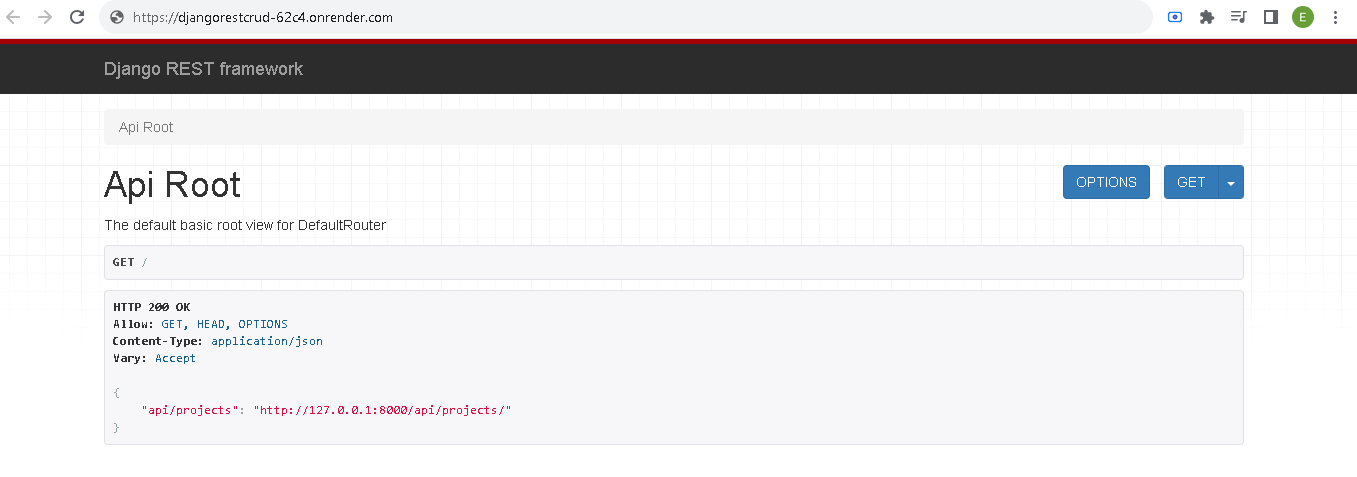 https://djangorestcrud-62c4.onrender.com
E
Django REST framework
Api Root
Api Root
OPTIONS
GET
The default basic root view for DefaultRouter
GET /
HTTP 200 OK
Allow: GET, HEAD, OPTIONS
Content-Type: application/json
Vary: Accept
{
    "api/projects": "http://127.0.0.1:8000/api/projects/"
}